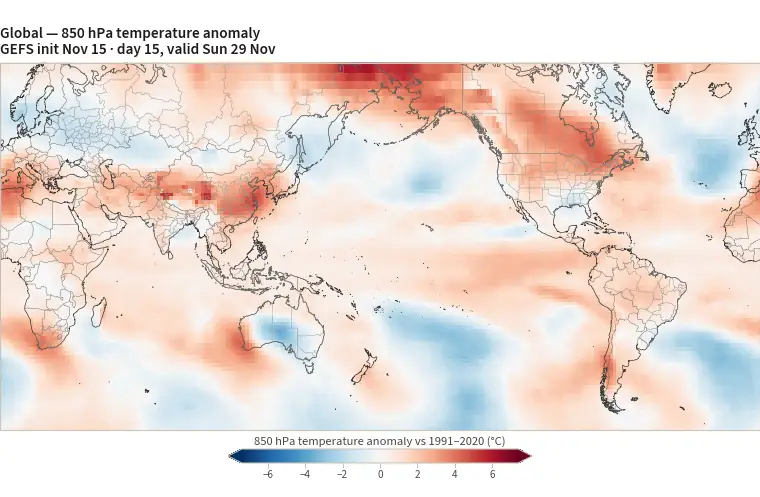 Global — 850 hPa temperature anomaly
GEFS init Nov 15 · day 15, valid Sun 29 Nov
850 hPa temperature anomaly vs 1991–2020 (°C)
−6 −4 −2 0 2 4 6